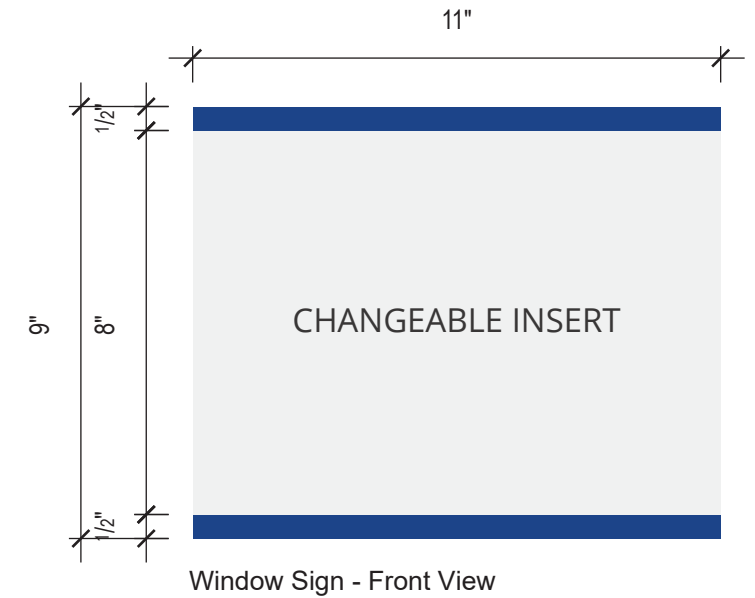 11"
1/2"
9"
8"
CHANGEABLE INSERT
1/2"
Window Sign - Front View